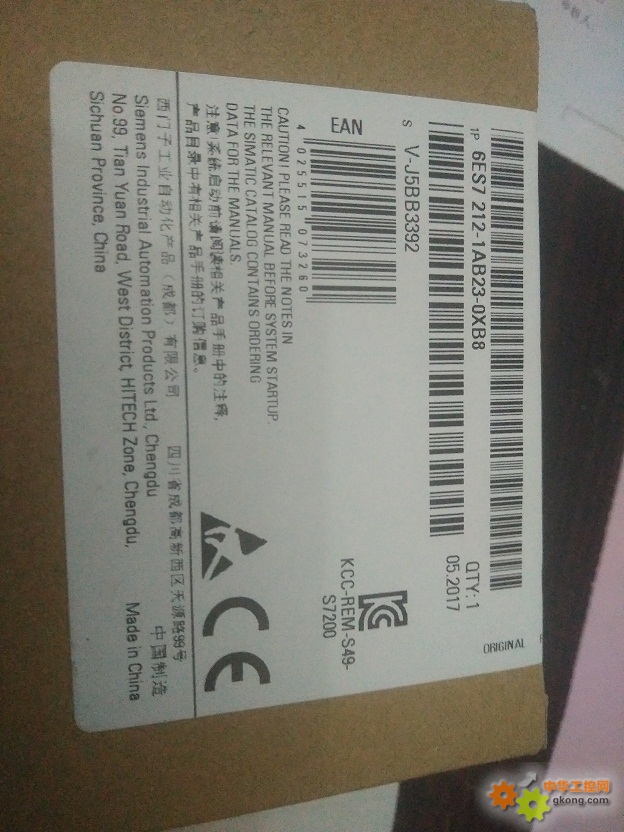 1P 6ES7 212-1AB23-0XB8
QTY: 1
S V-J5BB3392
05.2017
ORIGINAL
EAN
4 025515 073260
KCC-REM-S49-
S7200
CAUTION! PLEASE READ THE NOTES IN
THE RELEVANT MANUAL BEFORE SYSTEM STARTUP.
THE SIMATIC CATALOG CONTAINS ORDERING
DATA FOR THE MANUALS.
注意!系统启动前请阅读相关产品手册中的注释,
产品目录中有相关产品手册的订购信息。
CE
西门子工业自动化产品(成都)有限公司 四川省成都高新西区天源路99号
中国制造
Siemens Industrial Automation Products Ltd., Chengdu
No.99, Tian Yuan Road, West District, HITECH Zone, Chengdu,
Sichuan Province, China
Made in China
中华工控网
gkong.com